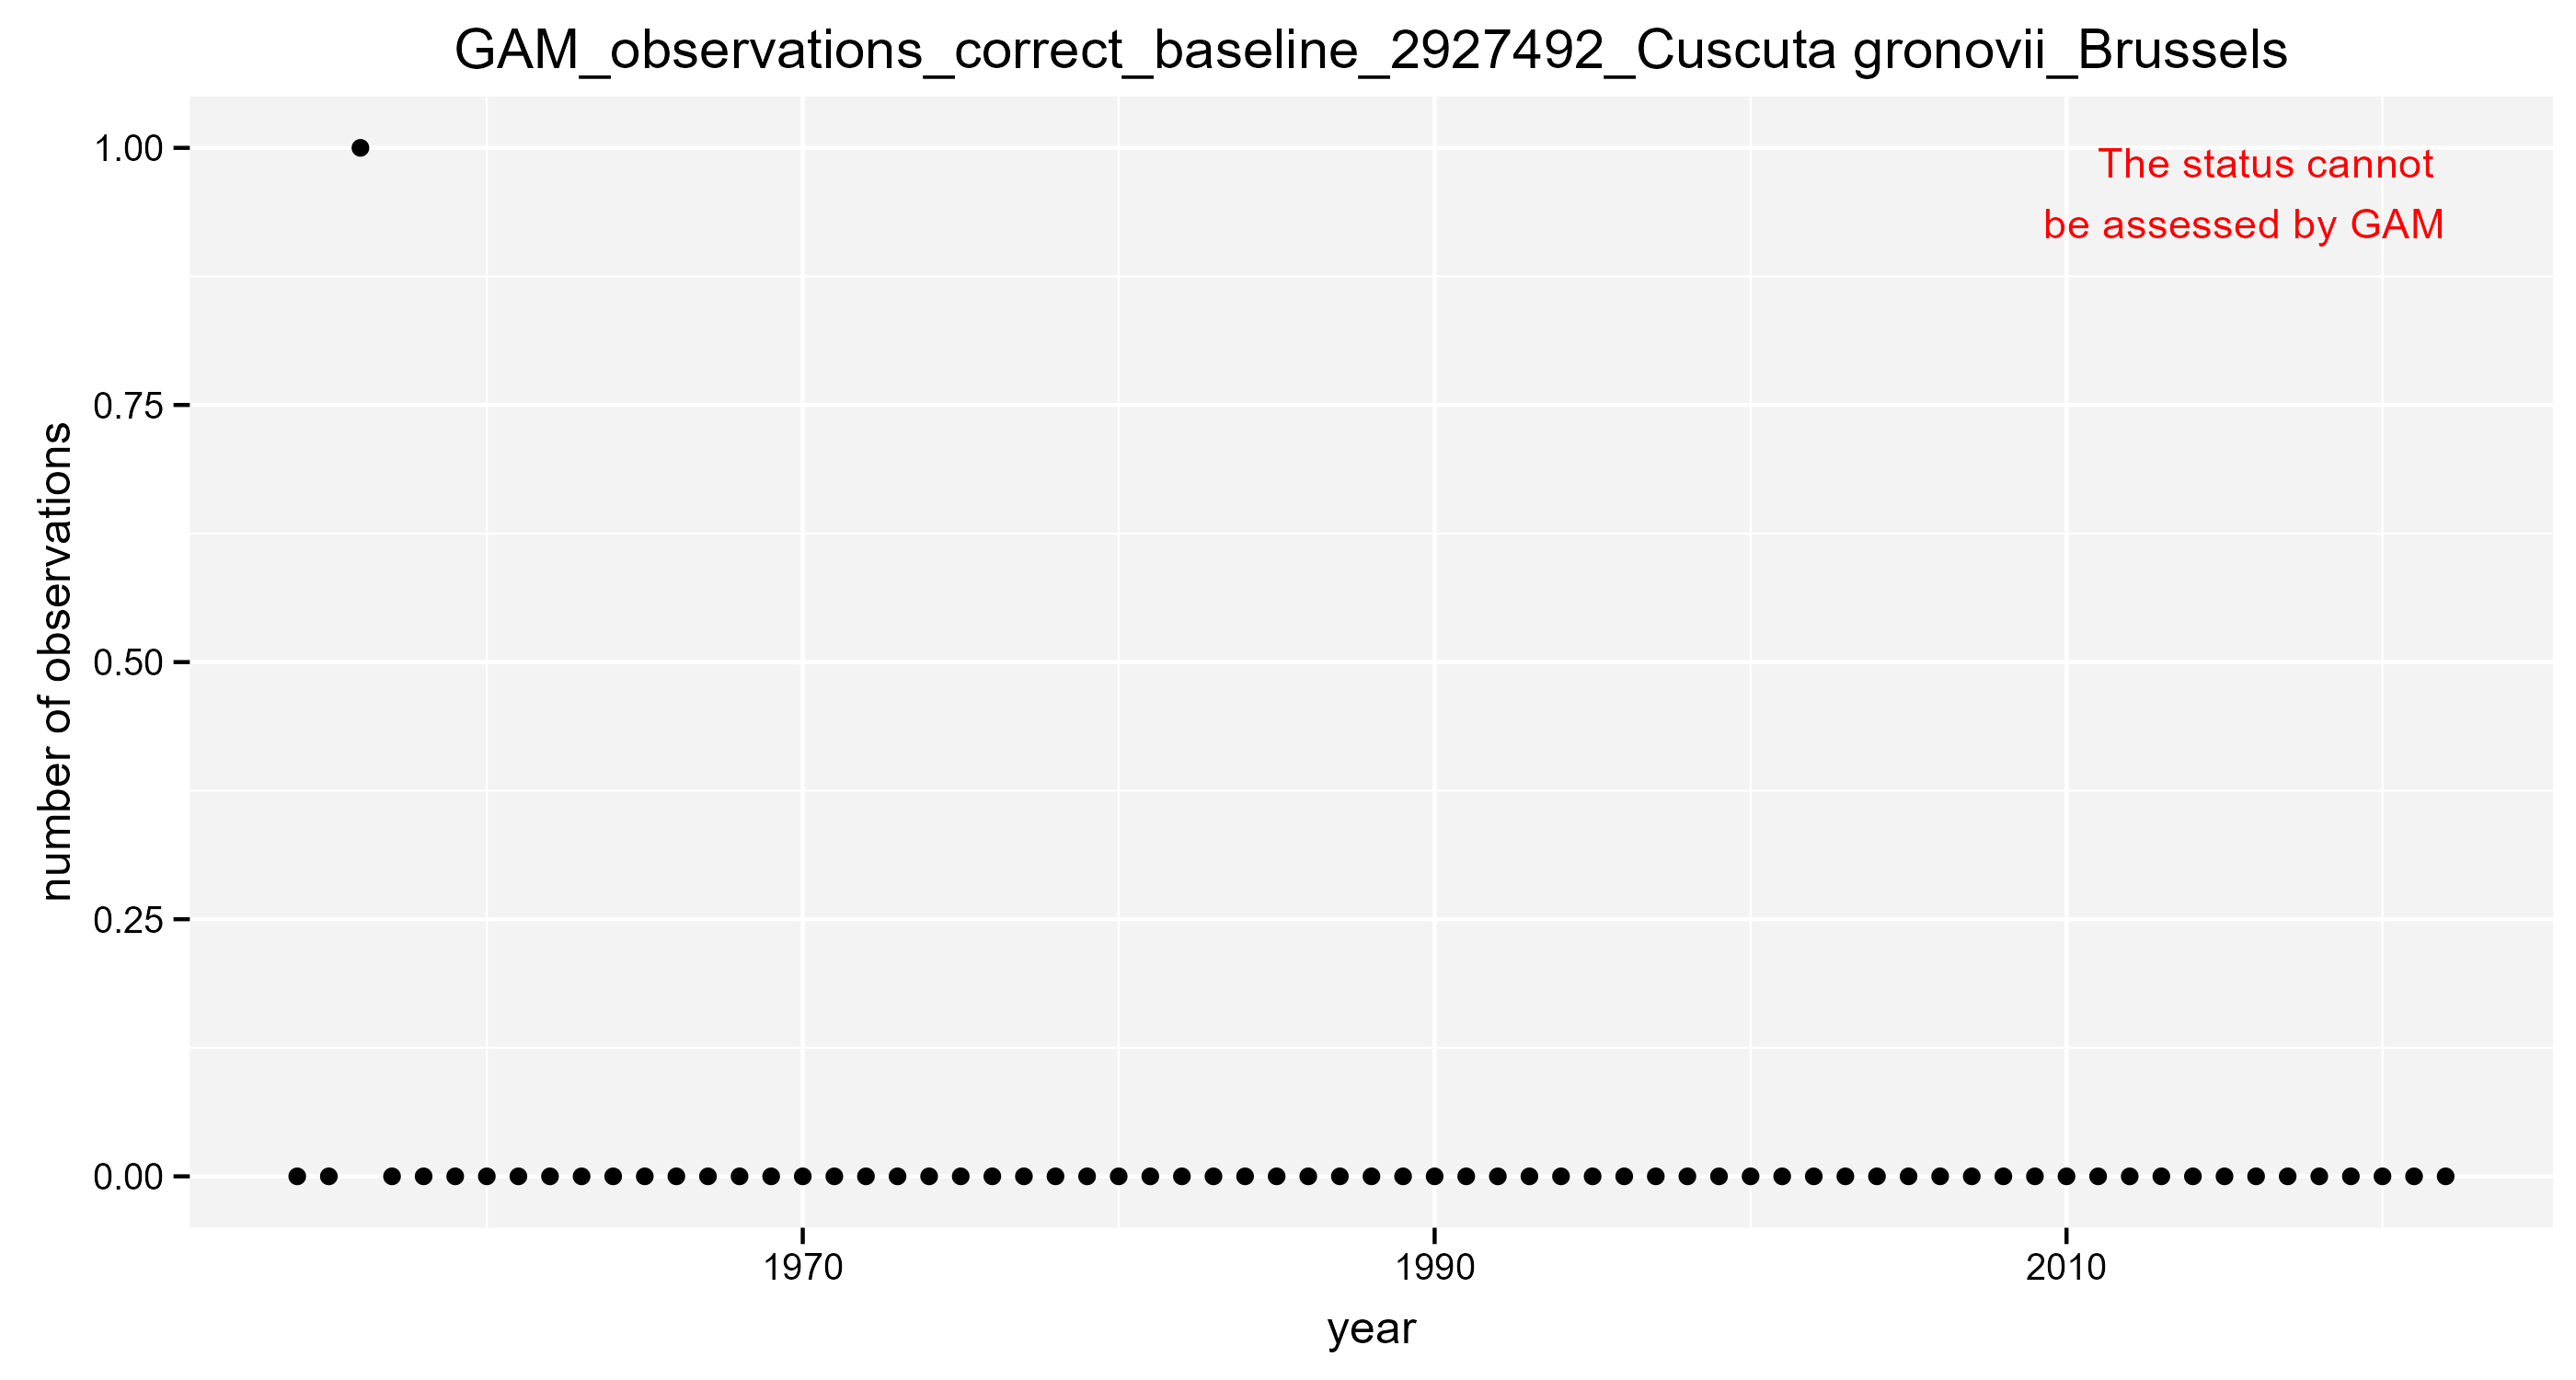 GAM_observations_correct_baseline_2927492_Cuscuta gronovii_Brussels
1.00
The status cannot
be assessed by GAM
0.75
number of observations
0.50
0.25
0.00
1970
1990
2010
year